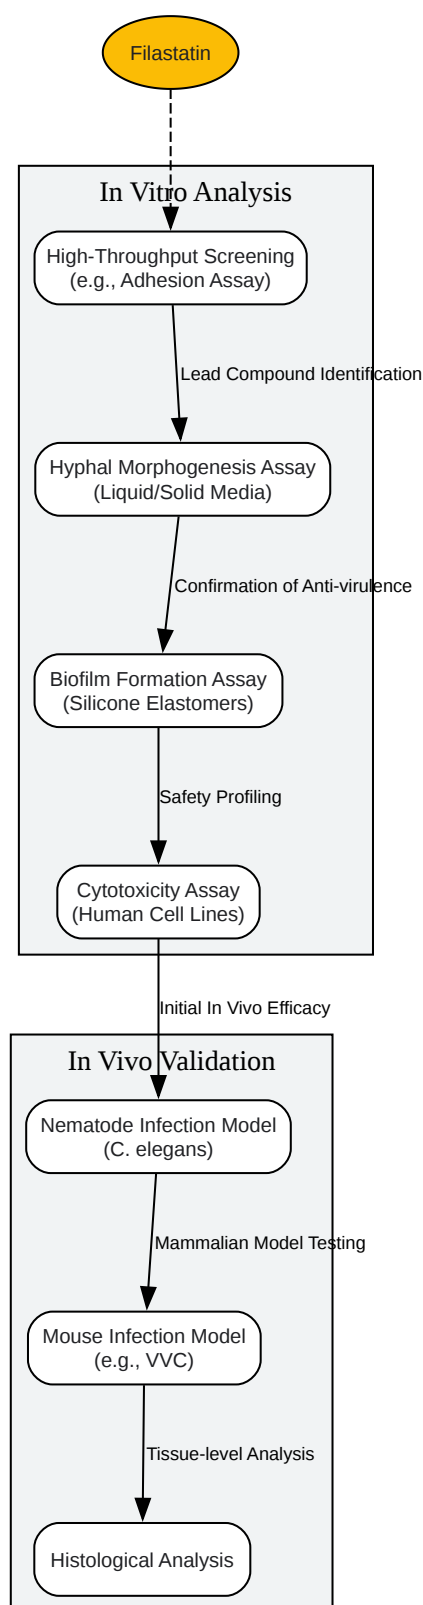 Filastatin
In Vitro Analysis
High-Throughput Screening
(e.g., Adhesion Assay)
Lead Compound Identification
Hyphal Morphogenesis Assay
(Liquid/Solid Media)
Confirmation of Anti-virulence
Biofilm Formation Assay
(Silicone Elastomers)
Safety Profiling
Cytotoxicity Assay
(Human Cell Lines)
Initial In Vivo Efficacy
In Vivo Validation
Nematode Infection Model
(C. elegans)
Mammalian Model Testing
Mouse Infection Model
(e.g., VVC)
Tissue-level Analysis
Histological Analysis